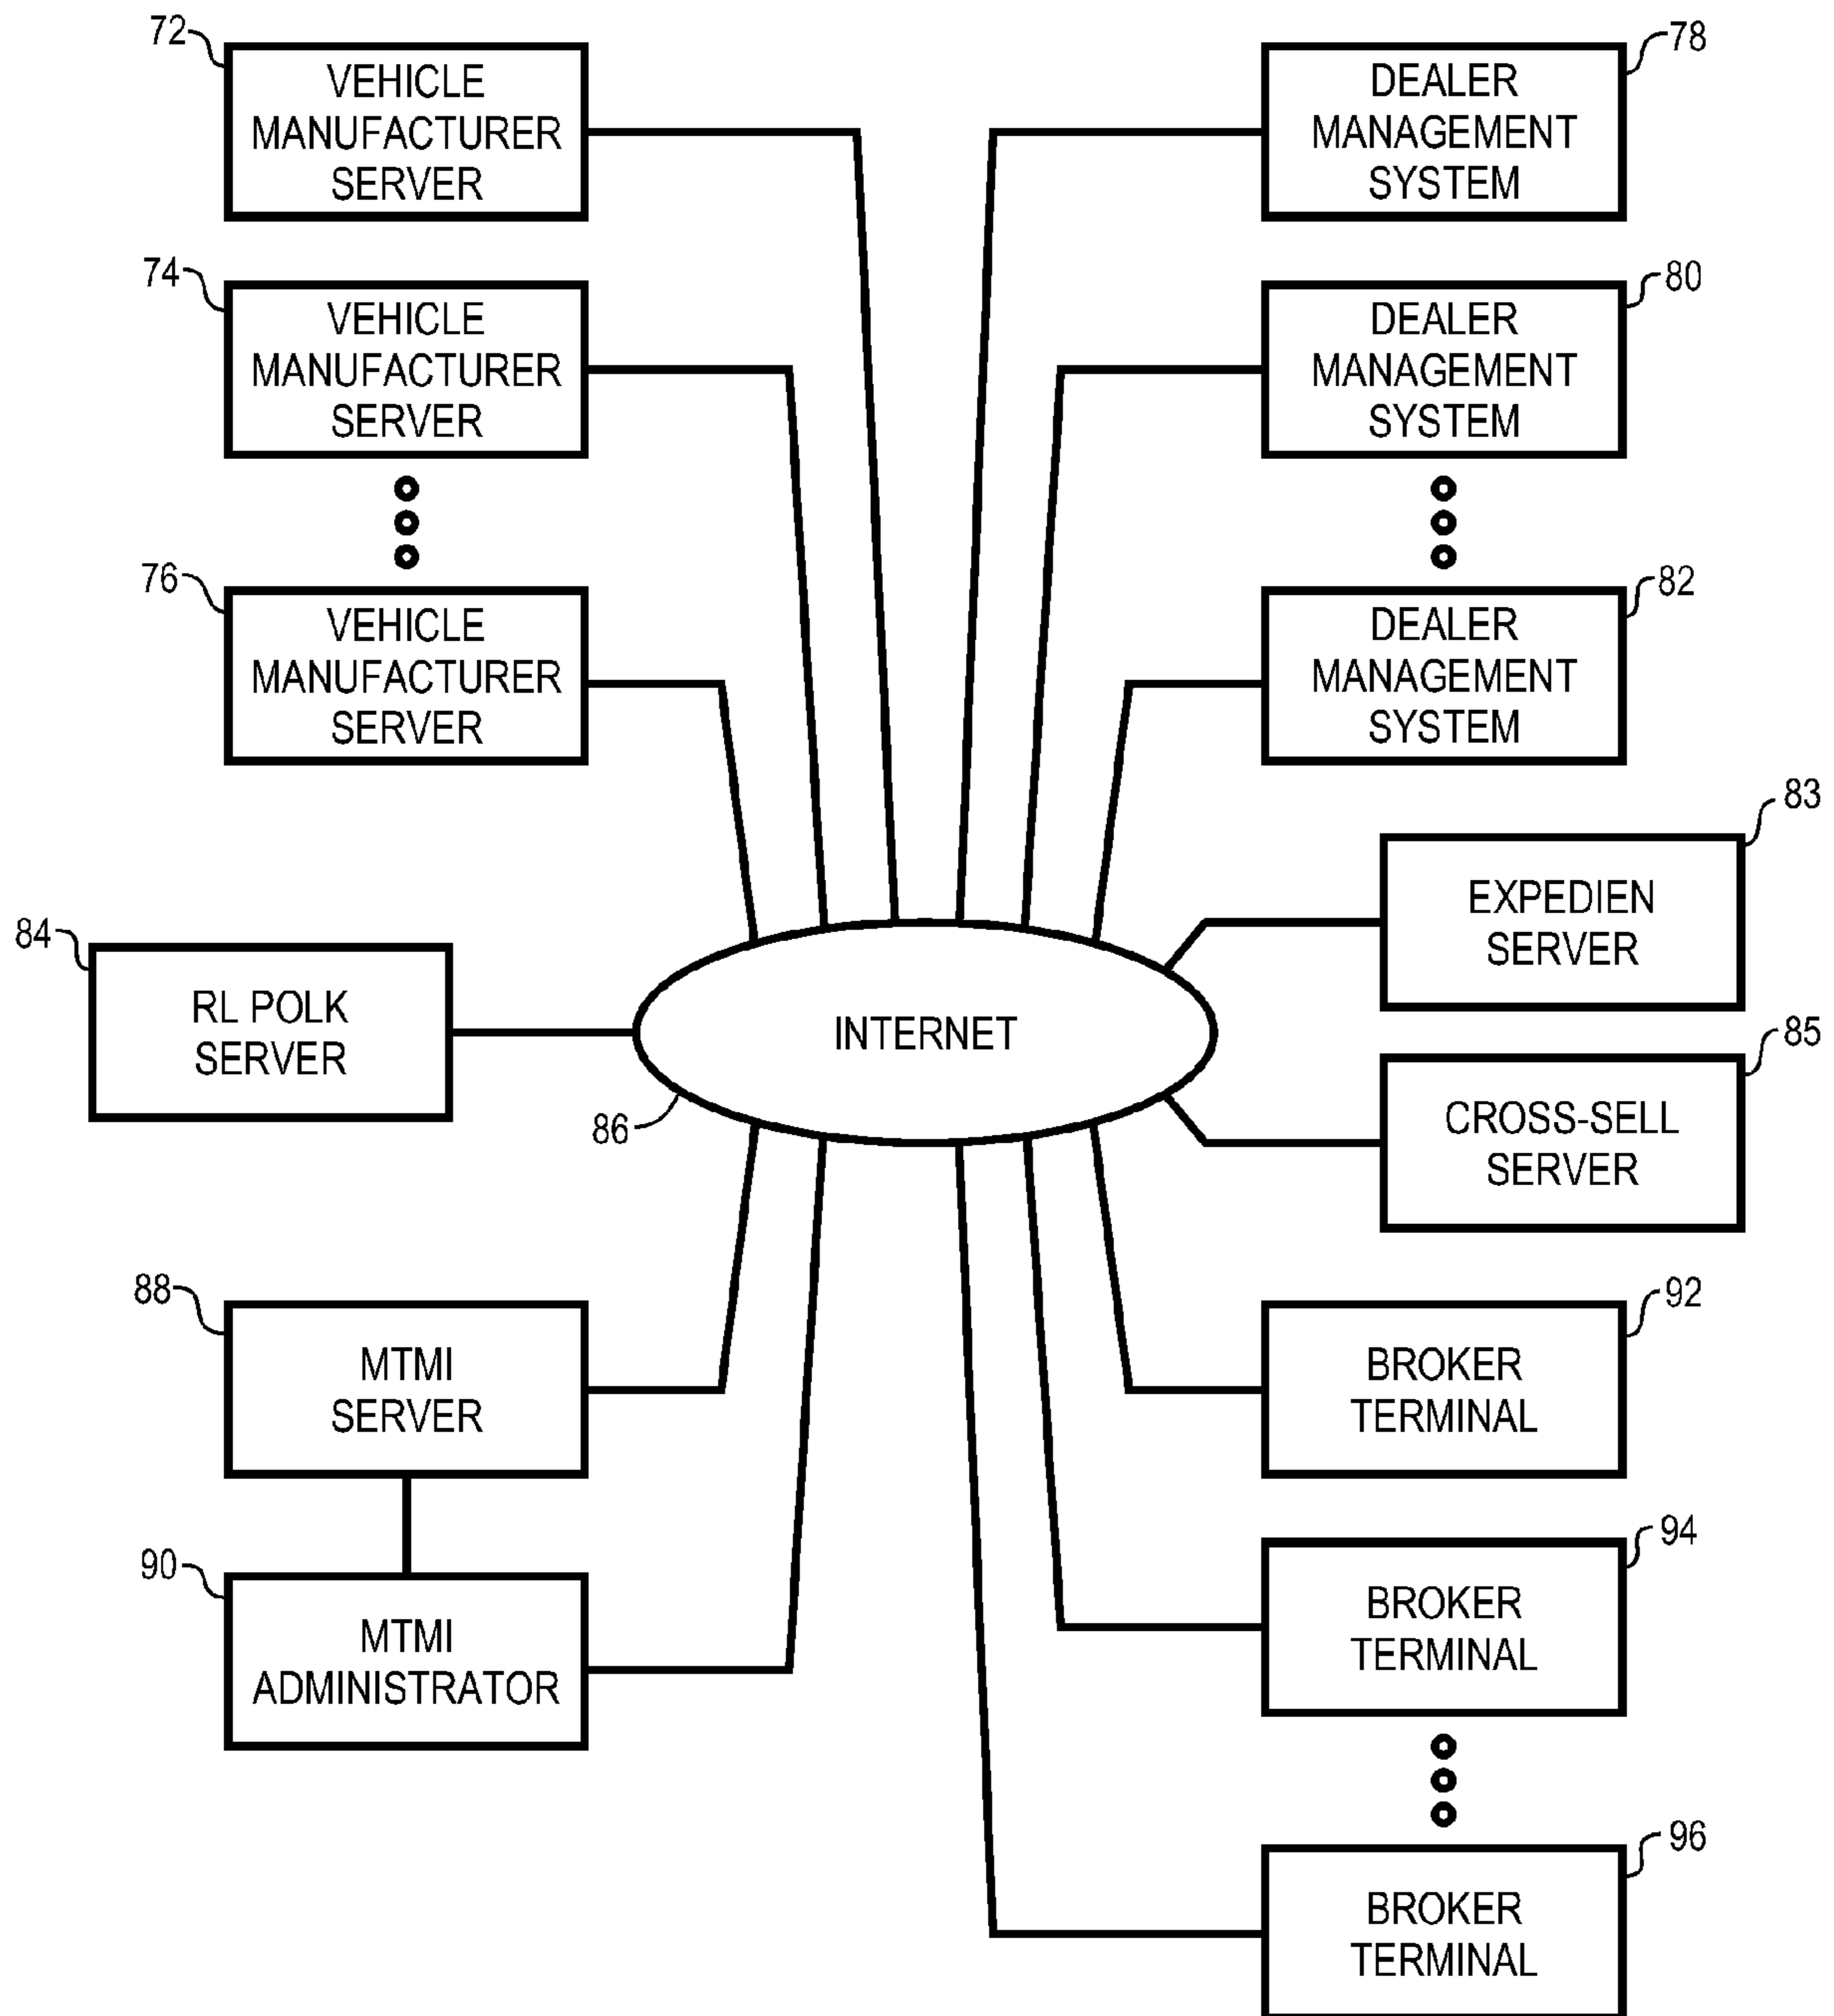 72
VEHICLE
MANUFACTURER
SERVER
78
DEALER
MANAGEMENT
SYSTEM
74
VEHICLE
MANUFACTURER
SERVER
80
DEALER
MANAGEMENT
SYSTEM
76
VEHICLE
MANUFACTURER
SERVER
82
DEALER
MANAGEMENT
SYSTEM
83
EXPEDIEN
SERVER
84
RL POLK
SERVER
INTERNET
86
85
CROSS-SELL
SERVER
88
MTMI
SERVER
92
BROKER
TERMINAL
90
MTMI
ADMINISTRATOR
94
BROKER
TERMINAL
96
BROKER
TERMINAL